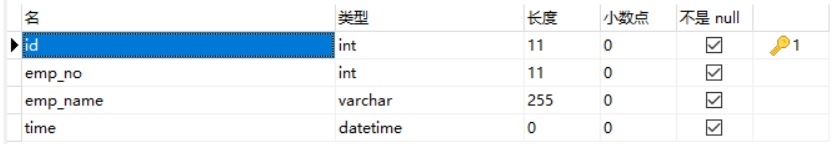 名 类型 长度 小数点 不是 null
id int 11 0 1
emp_no int 11 0
emp_name varchar 255 0
time datetime 0 0